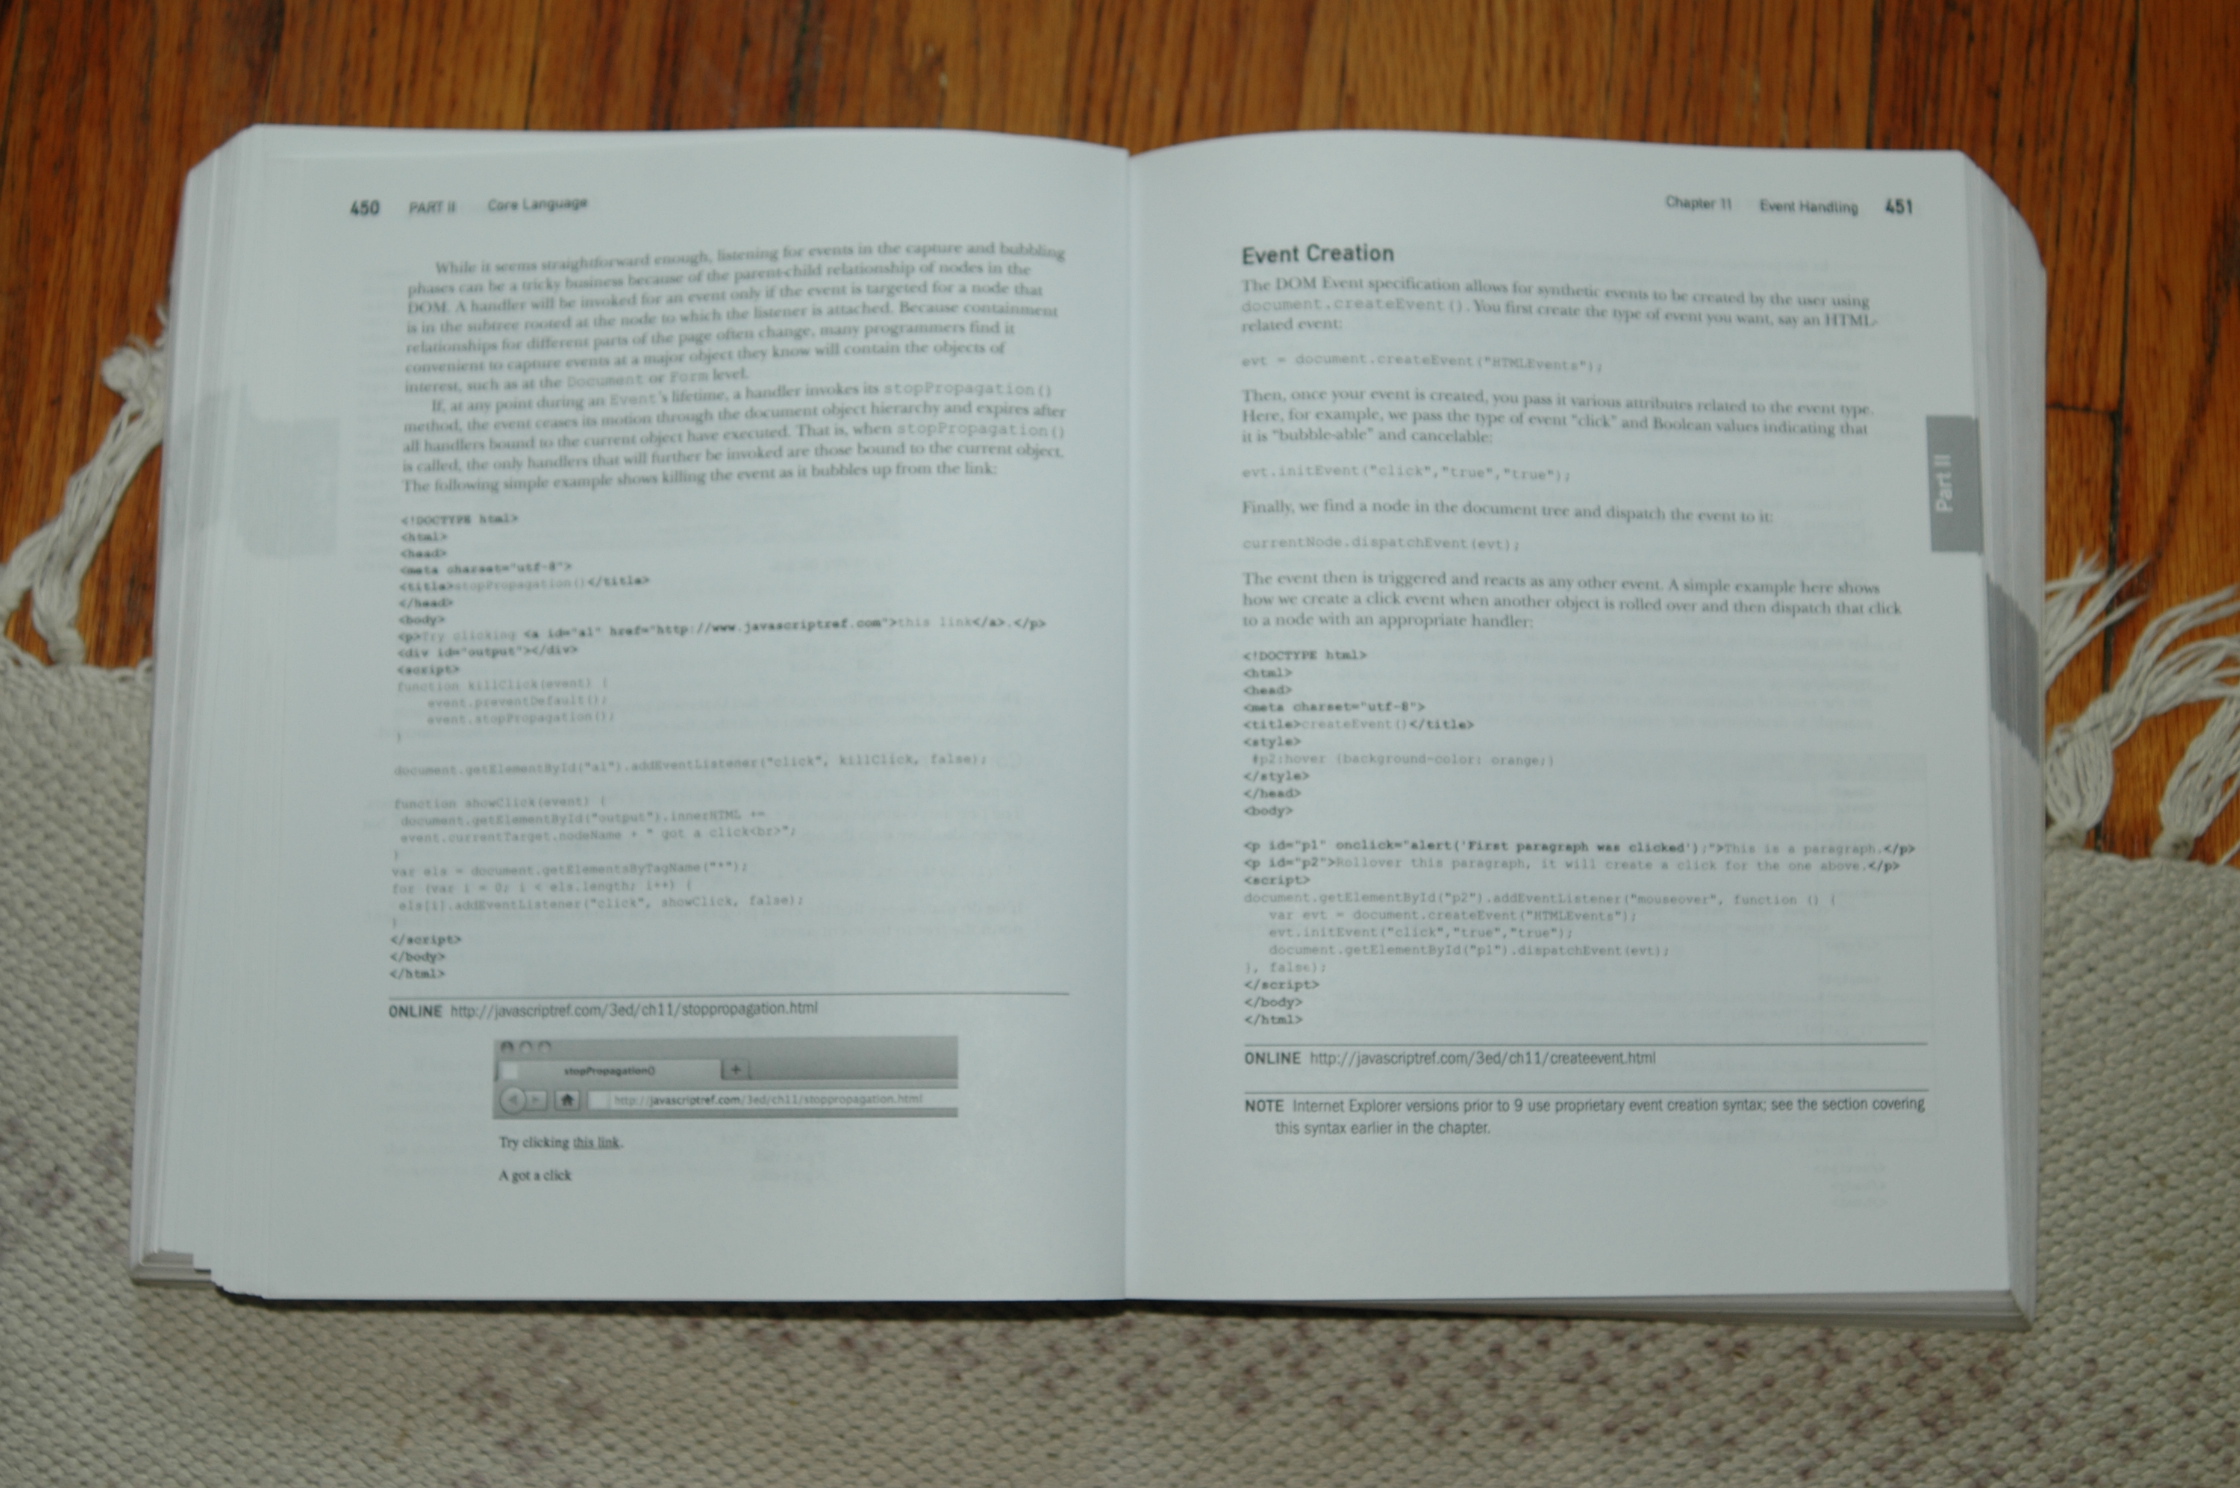 450 PART II Core Language
While it seems straightforward enough, listening for events in the capture and bubbling
phases can be a tricky business because of the parent-child relationship of nodes in the
DOM. A handler will be invoked for an event only if the event is targeted for a node that
is in the subtree rooted at the node to which the listener is attached. Because containment
relationships for different parts of the page often change, many programmers find it
convenient to capture events at a major object they know will contain the objects of
interest, such as at the Document or Form level.
If, at any point during an Event's lifetime, a handler invokes its stopPropagation()
method, the event ceases its motion through the document object hierarchy and expires after
all handlers bound to the current object have executed. That is, when stopPropagation()
is called, the only handlers that will further be invoked are those bound to the current object.
The following simple example shows killing the event as it bubbles up from the link:
<!DOCTYPE html>
<html>
<head>
<meta charset="utf-8">
<title>stopPropagation()</title>
</head>
<body>
<p>Try clicking <a id="a1" href="http://www.javascriptref.com">this link</a>.</p>
<div id="output"></div>
<script>
function killClick(event) {
event.preventDefault();
event.stopPropagation();
}
document.getElementById("a1").addEventListener("click", killClick, false);
function showClick(event) {
document.getElementById("output").innerHTML +=
event.currentTarget.nodeName + " got a click<br>";
}
var els = document.getElementsByTagName("*");
for (var i = 0; i < els.length; i++) {
els[i].addEventListener("click", showClick, false);
}
</script>
</body>
</html>
ONLINE http://javascriptref.com/3ed/ch11/stoppropagation.html
stopPropagation()
http://javascriptref.com/3ed/ch11/stoppropagation.html
Try clicking this link.
A got a click
Chapter 11 Event Handling 451
Part II
Event Creation
The DOM Event specification allows for synthetic events to be created by the user using
document.createEvent(). You first create the type of event you want, say an HTML-
related event:
evt = document.createEvent("HTMLEvents");
Then, once your event is created, you pass it various attributes related to the event type.
Here, for example, we pass the type of event "click" and Boolean values indicating that
it is "bubble-able" and cancelable:
evt.initEvent("click","true","true");
Finally, we find a node in the document tree and dispatch the event to it:
currentNode.dispatchEvent(evt);
The event then is triggered and reacts as any other event. A simple example here shows
how we create a click event when another object is rolled over and then dispatch that click
to a node with an appropriate handler:
<!DOCTYPE html>
<html>
<head>
<meta charset="utf-8">
<title>createEvent()</title>
<style>
#p2:hover {background-color: orange;}
</style>
</head>
<body>
<p id="p1" onclick="alert('First paragraph was clicked');">This is a paragraph.</p>
<p id="p2">Rollover this paragraph, it will create a click for the one above.</p>
<script>
document.getElementById("p2").addEventListener("mouseover", function () {
var evt = document.createEvent("HTMLEvents");
evt.initEvent("click","true","true");
document.getElementById("p1").dispatchEvent(evt);
}, false);
</script>
</body>
</html>
ONLINE http://javascriptref.com/3ed/ch11/createevent.html
NOTE Internet Explorer versions prior to 9 use proprietary event creation syntax; see the section covering
this syntax earlier in the chapter.